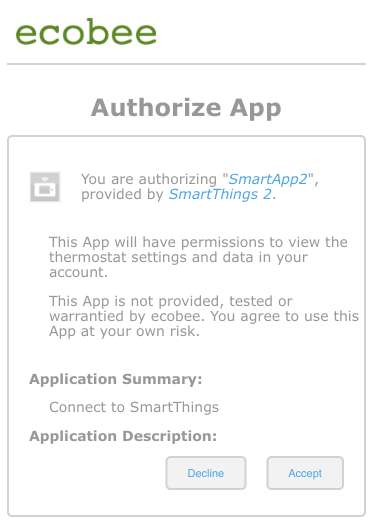 ecobee
Authorize App
You are authorizing "SmartApp2",
provided by SmartThings 2.
This App will have permissions to view the
thermostat settings and data in your
account.
This App is not provided, tested or
warrantied by ecobee. You agree to use this
App at your own risk.
Application Summary:
Connect to SmartThings
Application Description:
Decline Accept